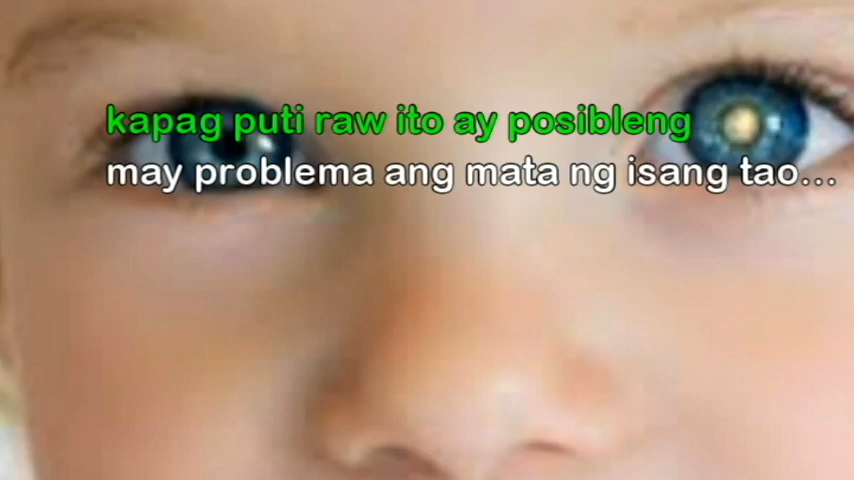 kapag puti raw ito ay posibleng
may problema ang mata ng isang tao...